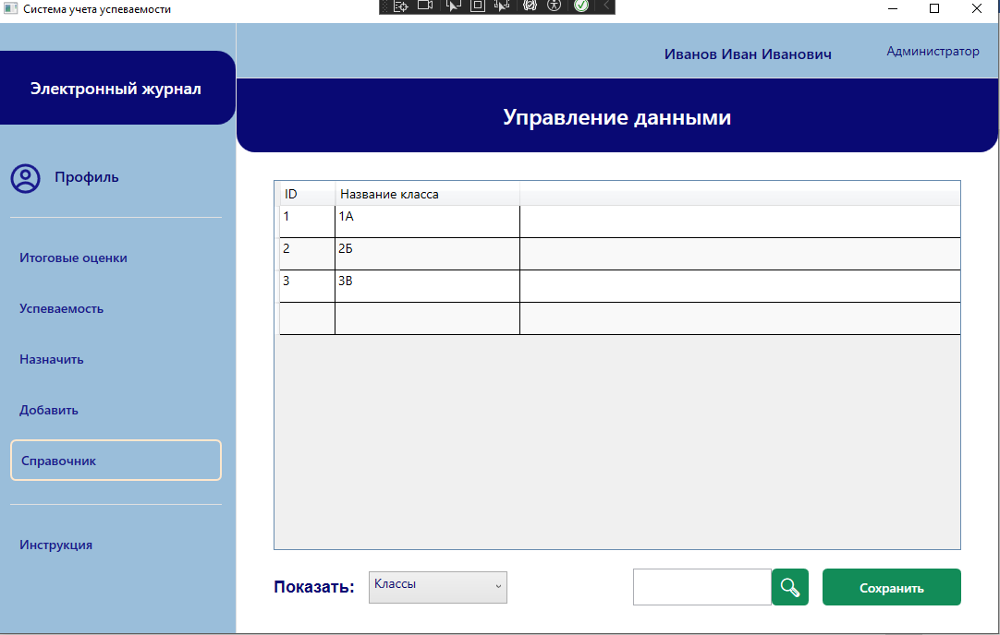 Система учета успеваемости
Иванов Иван Иванович
Администратор
Электронный журнал
Управление данными
Профиль
Итоговые оценки
Успеваемость
Назначить
Добавить
Справочник
Инструкция
ID Название класса
1 1А
2 2Б
3 3В
Показать: Классы
Сохранить